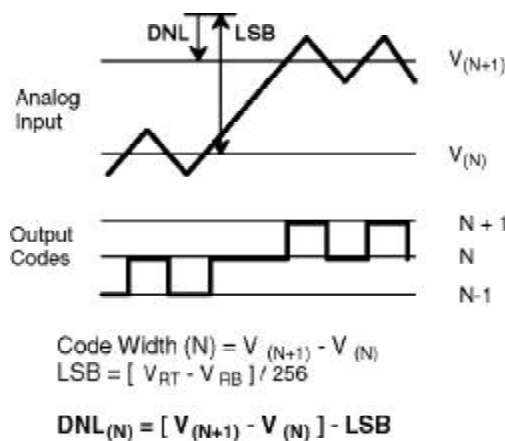 DNL LSB
V(N+1)
Analog
Input
V(N)
N + 1
Output
Codes
N
N-1
Code Width (N) = V (N+1) - V (N)
LSB = [ VRT - VRB ] / 256
DNL(N) = [ V(N+1) - V (N) ] - LSB